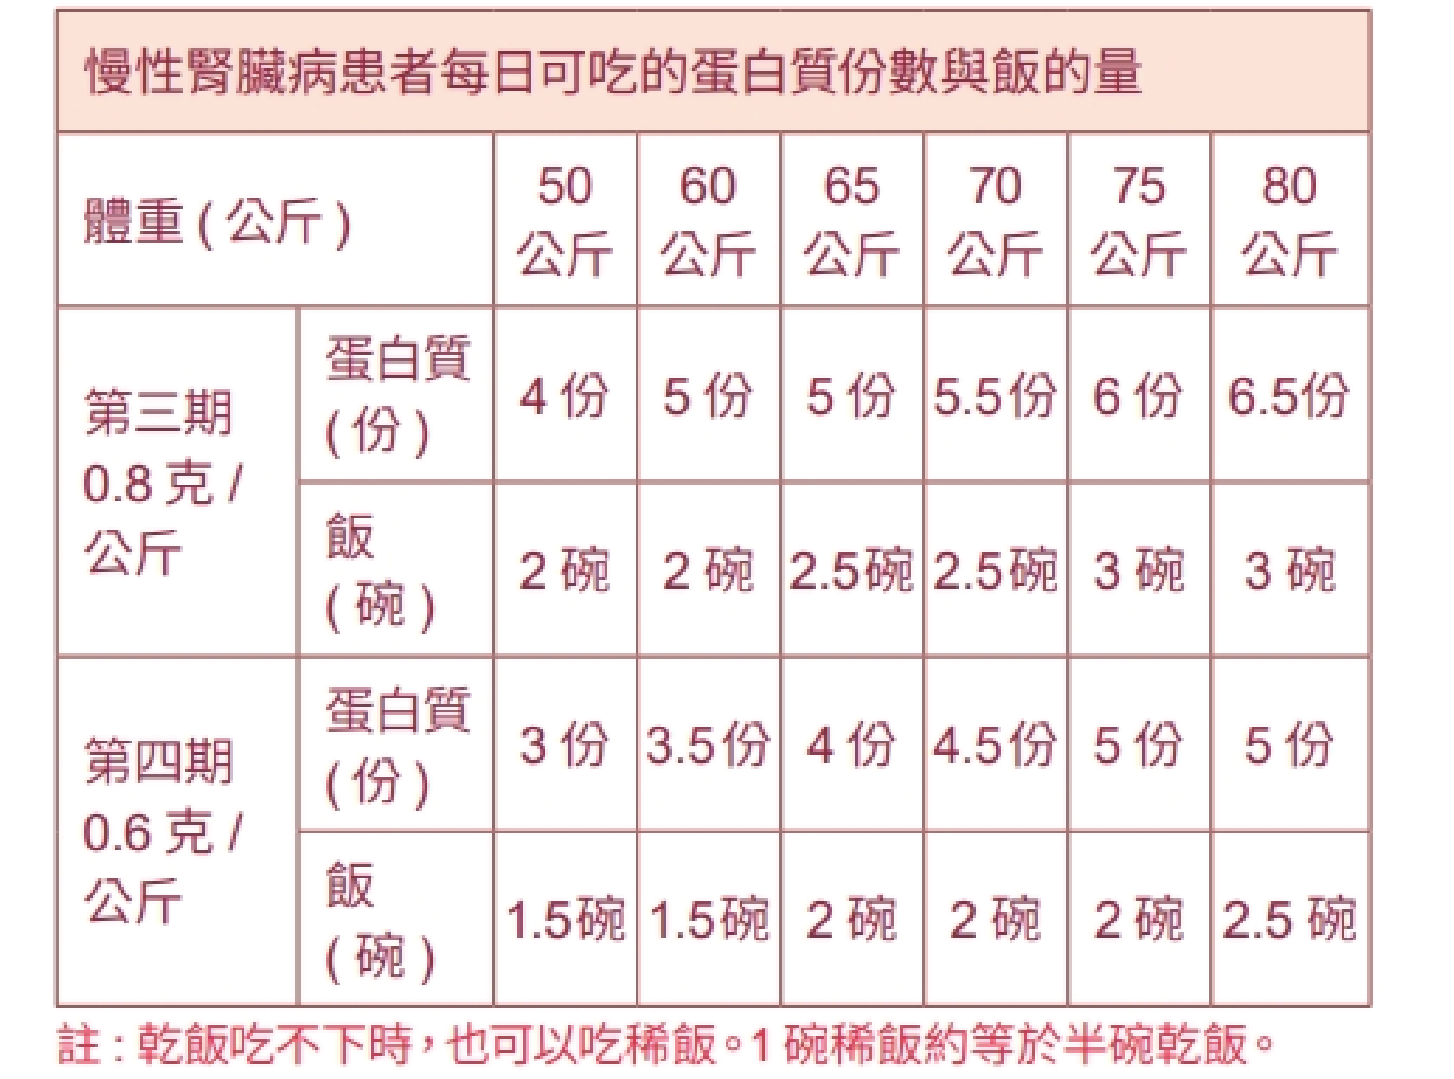 慢性腎臟病患者每日可吃的蛋白質份數與飯的量
體重(公斤) 50公斤 60公斤 65公斤 70公斤 75公斤 80公斤
第三期 0.8克/公斤
蛋白質(份) 4份 5份 5份 5.5份 6份 6.5份
飯(碗) 2碗 2碗 2.5碗 2.5碗 3碗 3碗
第四期 0.6克/公斤
蛋白質(份) 3份 3.5份 4份 4.5份 5份 5份
飯(碗) 1.5碗 1.5碗 2碗 2碗 2碗 2.5碗
註:乾飯吃不下時,也可以吃稀飯。1碗稀飯約等於半碗乾飯。